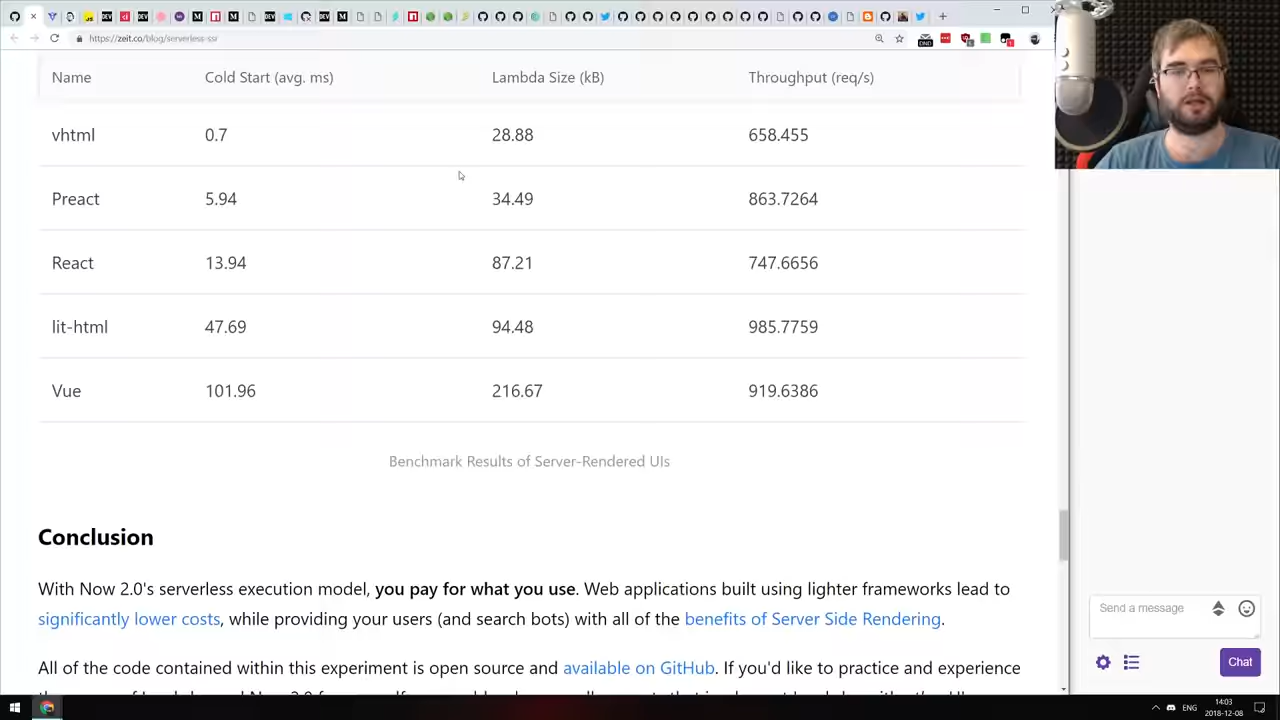 https://zeit.co/blog/serverless-ssr
Name Cold Start (avg. ms) Lambda Size (kB) Throughput (req/s)
vhtml 0.7 28.88 658.455
Preact 5.94 34.49 863.7264
React 13.94 87.21 747.6656
lit-html 47.69 94.48 985.7759
Vue 101.96 216.67 919.6386
Benchmark Results of Server-Rendered UIs
Conclusion
With Now 2.0's serverless execution model, you pay for what you use. Web applications built using lighter frameworks lead to
significantly lower costs, while providing your users (and search bots) with all of the benefits of Server Side Rendering.
All of the code contained within this experiment is open source and available on GitHub. If you'd like to practice and experience
Send a message
Chat
ENG
14:03
2018-12-08